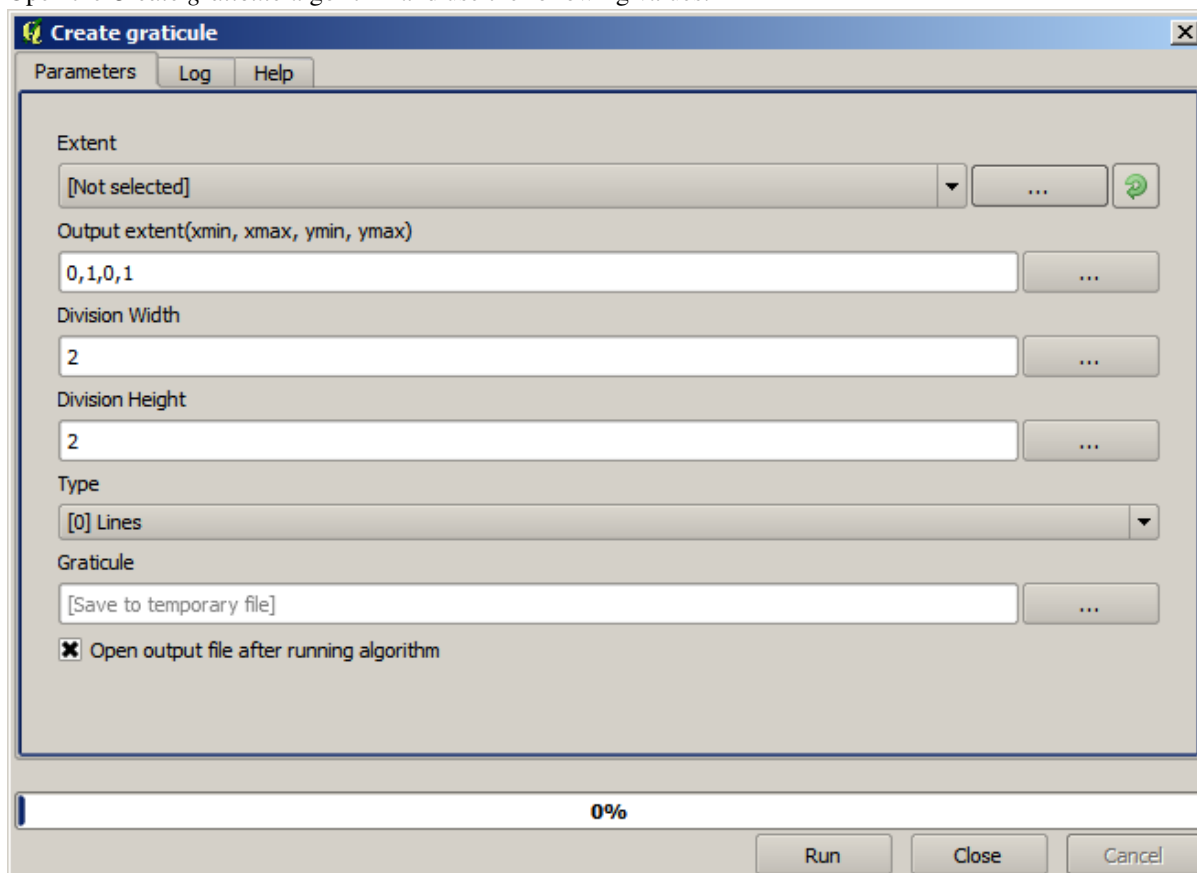 Create graticule
Parameters Log Help
Extent
[Not selected] ...
Output extent(xmin, xmax, ymin, ymax)
0,1,0,1 ...
Division Width
2 ...
Division Height
2 ...
Type
[0] Lines
Graticule
[Save to temporary file] ...
Open output file after running algorithm
0%
Run Close Cancel